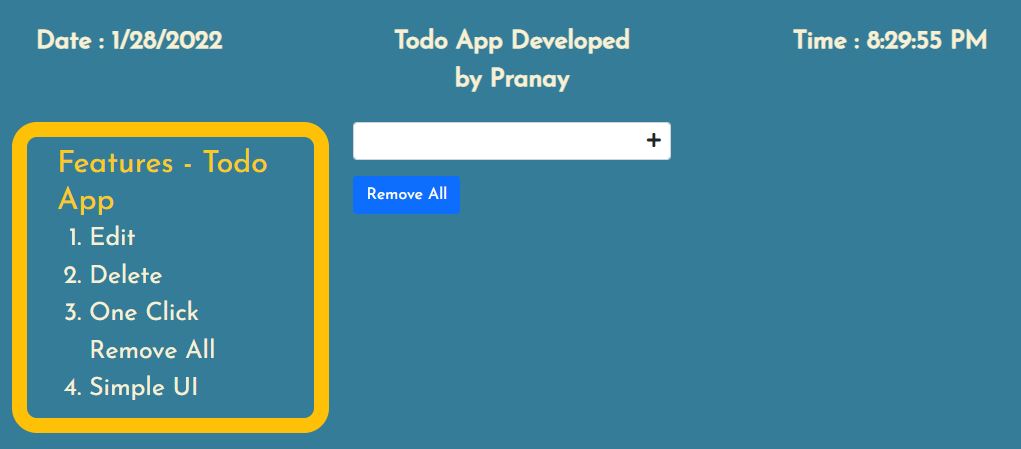 Date : 1/28/2022
Todo App Developed
by Pranay
Time : 8:29:55 PM
Features - Todo
App
1. Edit
2. Delete
3. One Click
Remove All
4. Simple UI
+
Remove All